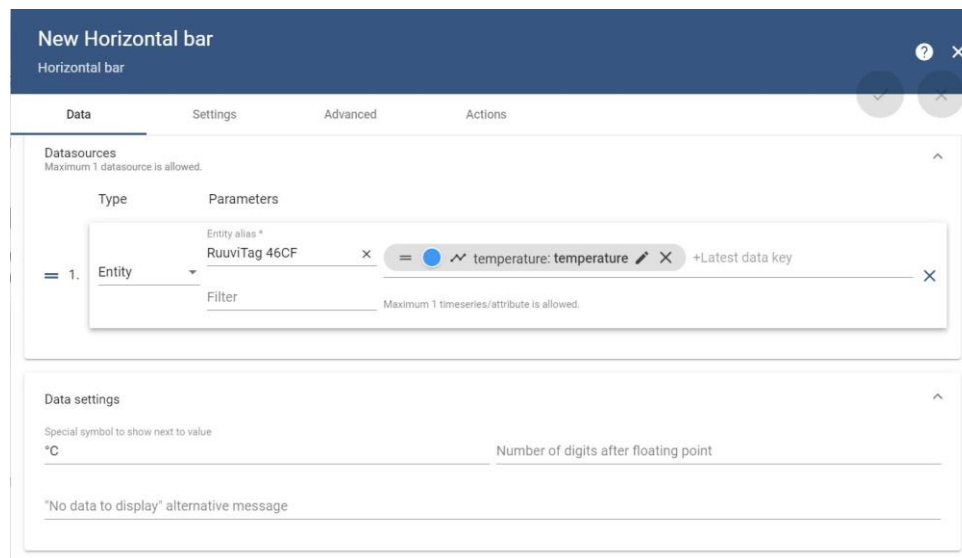 New Horizontal bar
Horizontal bar
Data Settings Advanced Actions
Datasources
Maximum 1 datasource is allowed.
Type Parameters
Entity alias *
1. Entity RuuviTag 46CF temperature: temperature +Latest data key
Filter Maximum 1 timeseries/attribute is allowed.
Data settings
Special symbol to show next to value
°C Number of digits after floating point
"No data to display" alternative message